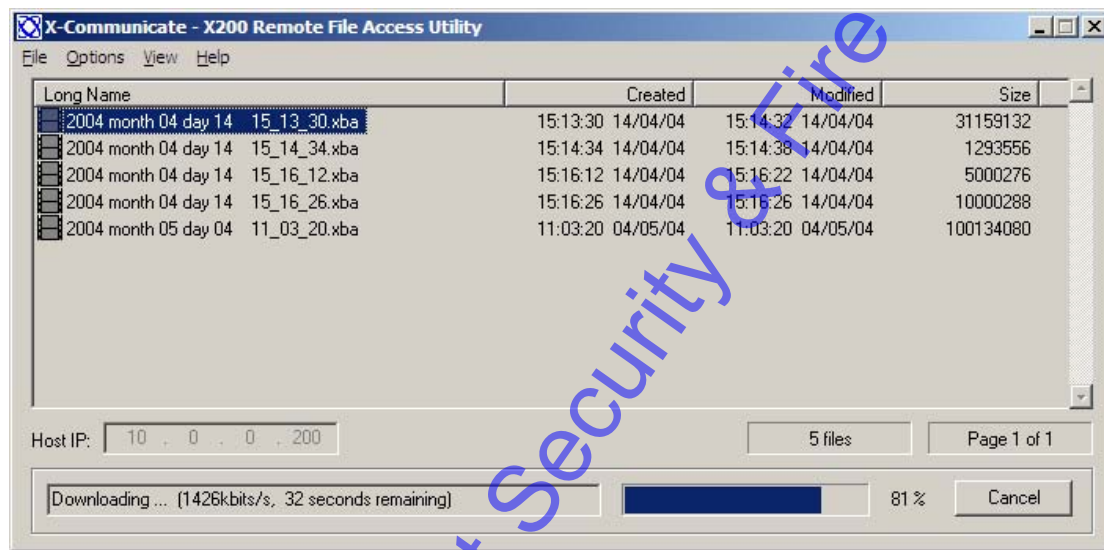 X-Communicate - X200 Remote File Access Utility
File Options View Help
Long Name Created Modified Size
2004 month 04 day 14 15_13_30.xba 15:13:30 14/04/04 15:14:32 14/04/04 31159132
2004 month 04 day 14 15_14_34.xba 15:14:34 14/04/04 15:14:38 14/04/04 1293556
2004 month 04 day 14 15_16_12.xba 15:16:12 14/04/04 15:16:22 14/04/04 5000276
2004 month 04 day 14 15_16_26.xba 15:16:26 14/04/04 15:16:26 14/04/04 10000288
2004 month 05 day 04 11_03_20.xba 11:03:20 04/05/04 11:03:20 04/05/04 100134080
Host IP: 10 . 0 . 0 . 200 5 files Page 1 of 1
Downloading ... (1426kbits/s, 32 seconds remaining) 81 % Cancel
Security & Fire